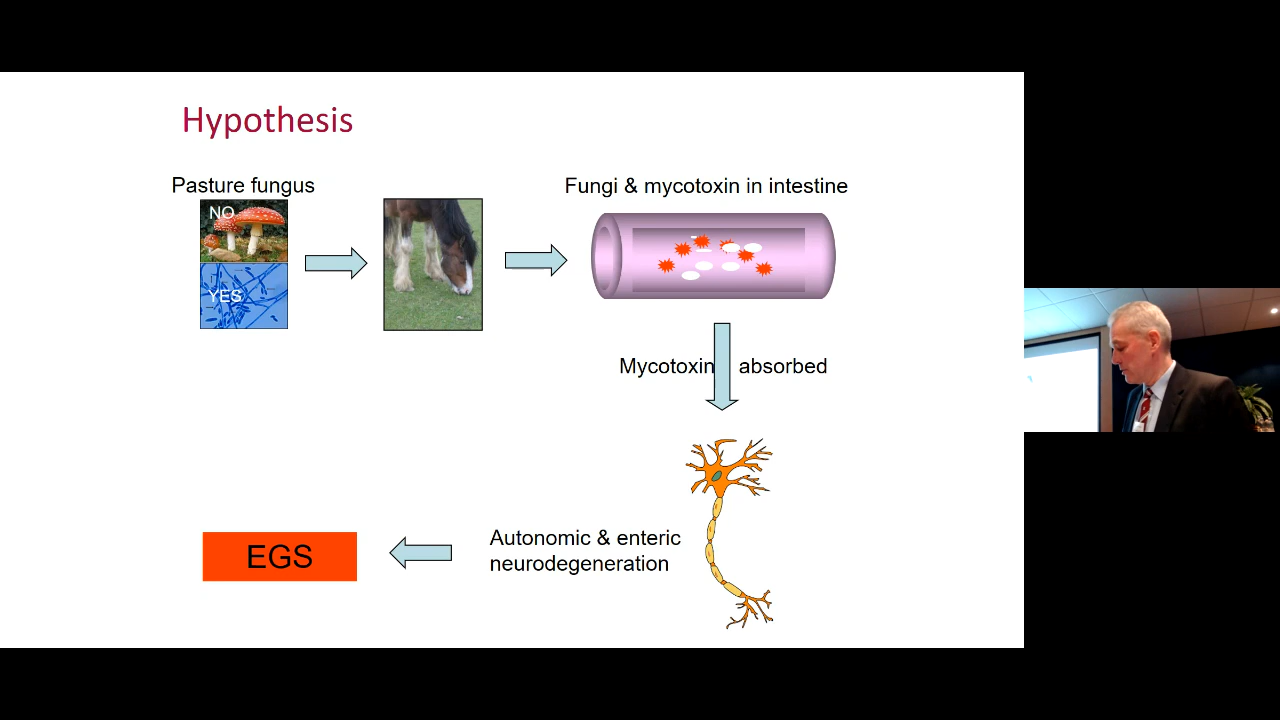 Hypothesis
Pasture fungus
NO
YES
Fungi & mycotoxin in intestine
Mycotoxin absorbed
Autonomic & enteric
neurodegeneration
EGS